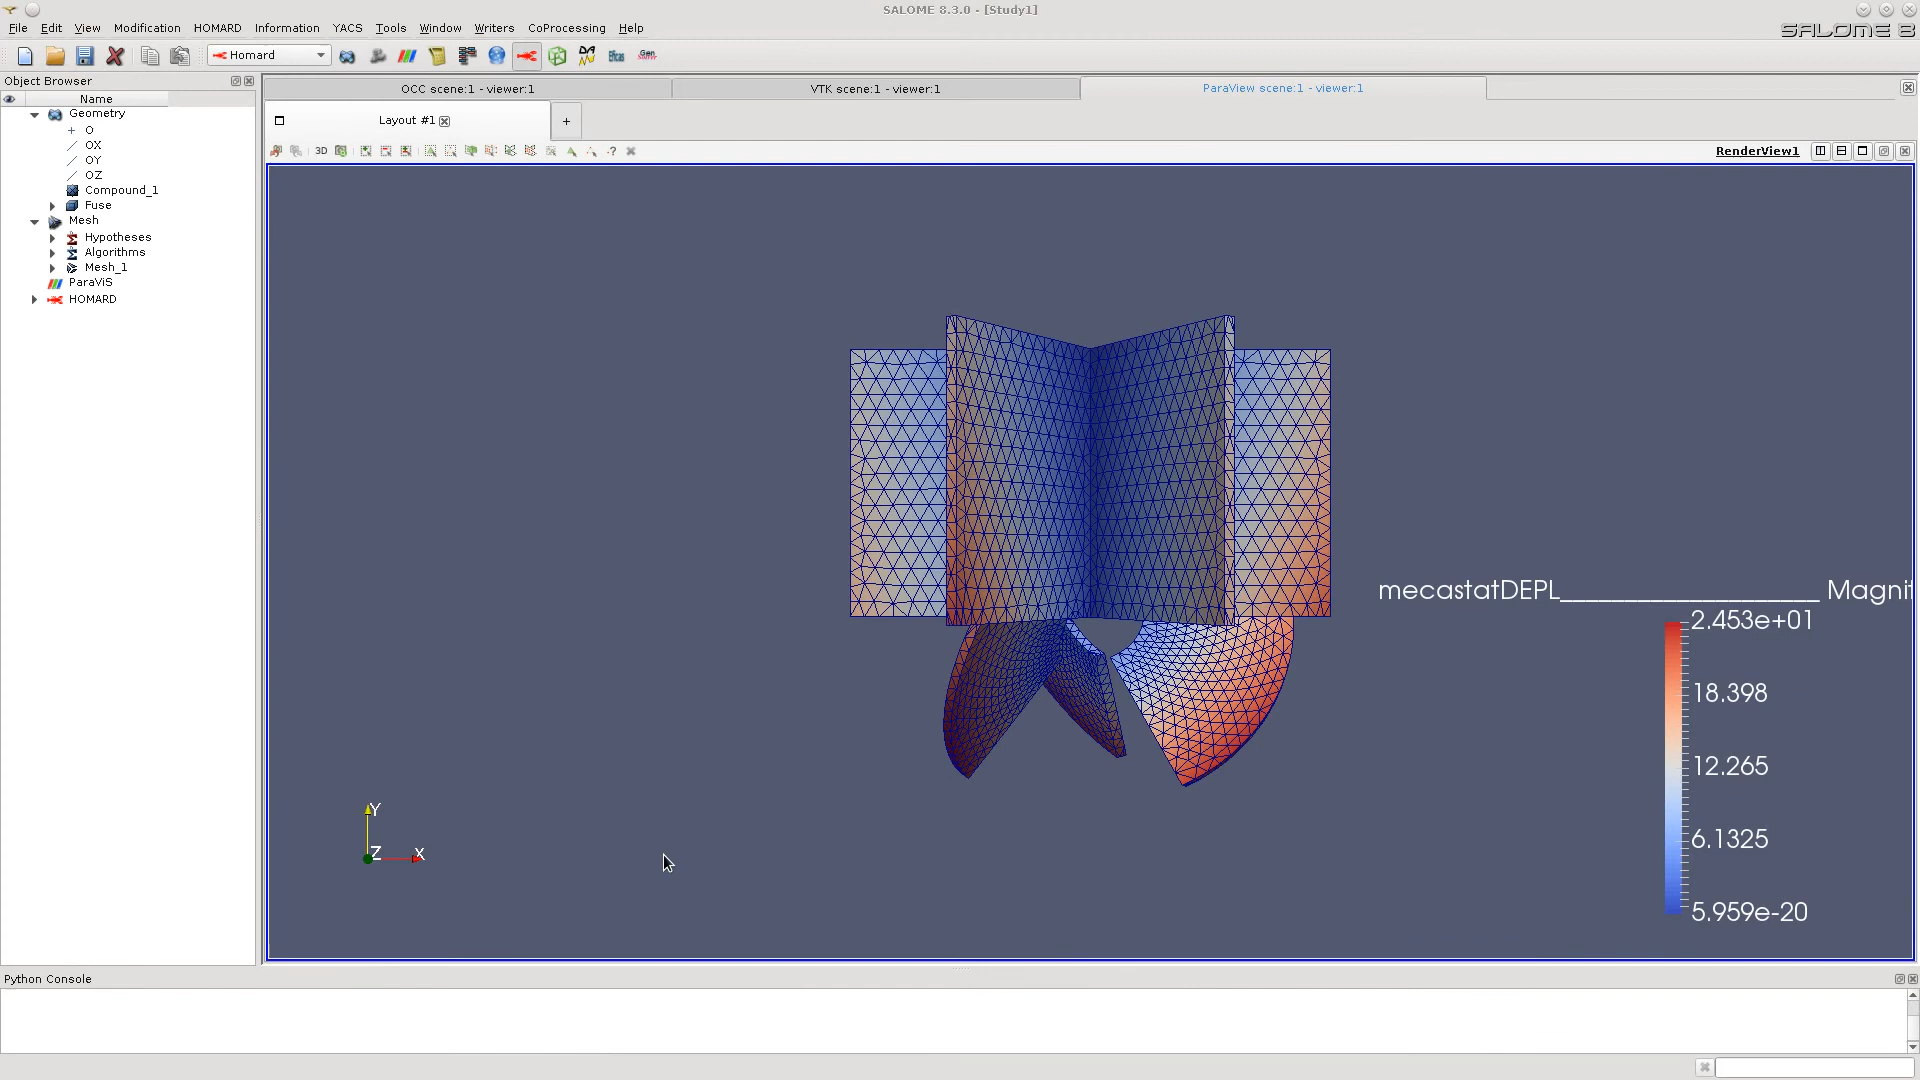 SALOME 8.3.0 - [Study1]
File Edit View Modification HOMARD Information YACS Tools Window Writers CoProcessing Help
SALOME 8
Homard
Object Browser
Name
Geometry
O
OX
OY
OZ
Compound_1
Fuse
Mesh
Hypotheses
Algorithms
Mesh_1
ParaViS
HOMARD
OCC scene:1 - viewer:1
VTK scene:1 - viewer:1
ParaView scene:1 - viewer:1
Layout #1
+
3D
RenderView1
mecastatDEPL____________________ Magnit
2.453e+01
18.398
12.265
6.1325
5.959e-20
Y
Z
X
Python Console